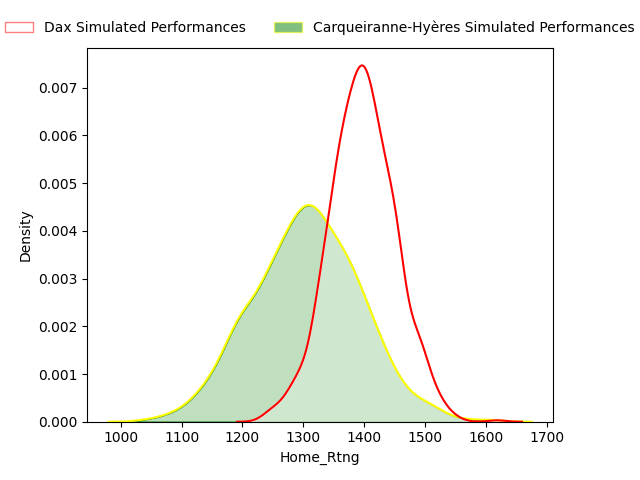 Dax Simulated Performances
Carqueiranne-Hyères Simulated Performances
0.007
0.006
0.005
0.004
0.003
0.002
0.001
0.000
Density
1000 1100 1200 1300 1400 1500 1600 1700
Home_Rtng